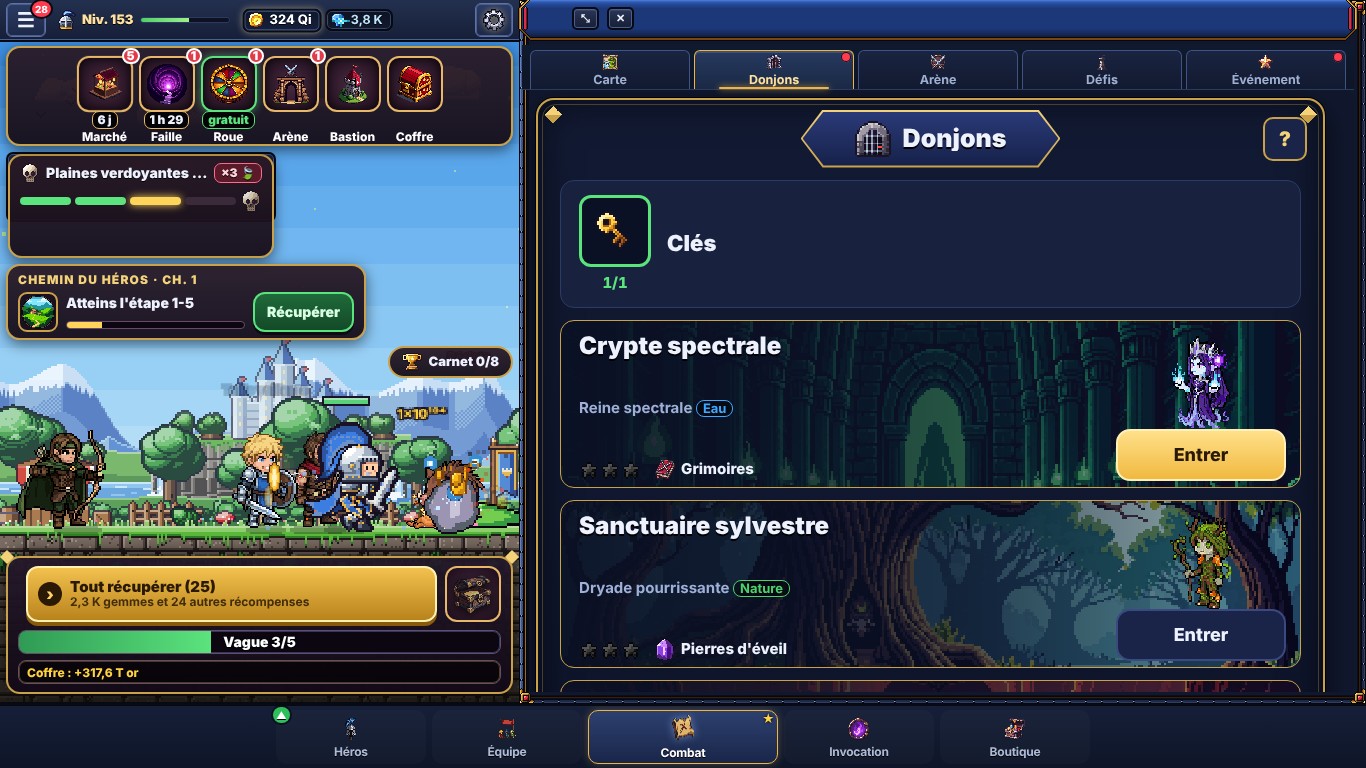 28
Niv. 153
324 Qi
3,8 K
5
1
1
1
6 j
1 h 29
gratuit
Marché
Faille
Roue
Arène
Bastion
Coffre
Plaines verdoyantes ...
×3
CHEMIN DU HÉROS · CH. 1
Atteins l'étape 1-5
Récupérer
Carnet 0/8
Tout récupérer (25)
2,3 K gemmes et 24 autres récompenses
Vague 3/5
Coffre : +317,6 T or
Carte
Donjons
Arène
Défis
Événement
Donjons
?
Clés
1/1
Crypte spectrale
Reine spectrale Eau
Grimoires
Entrer
Sanctuaire sylvestre
Dryade pourrissante Nature
Pierres d'éveil
Entrer
Héros
Équipe
Combat
Invocation
Boutique